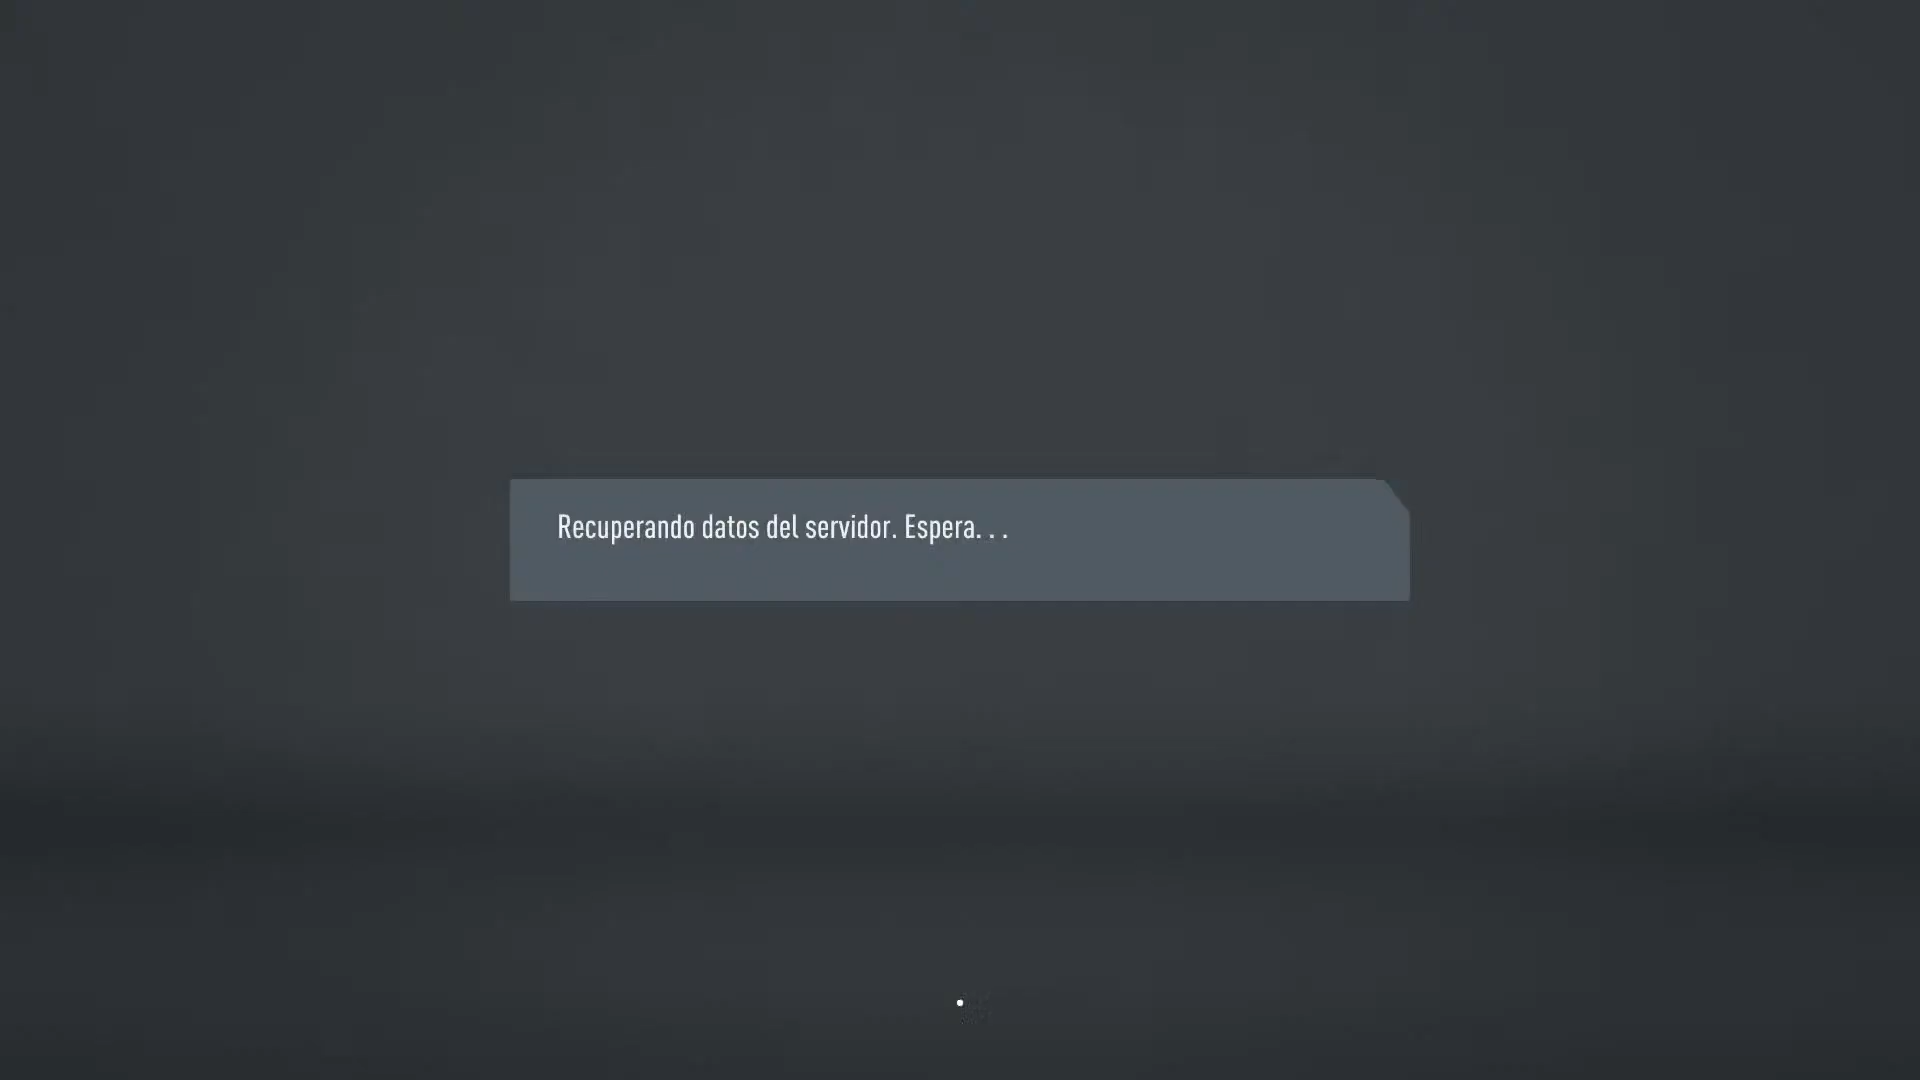 Recuperando datos del servidor. Espera. . .